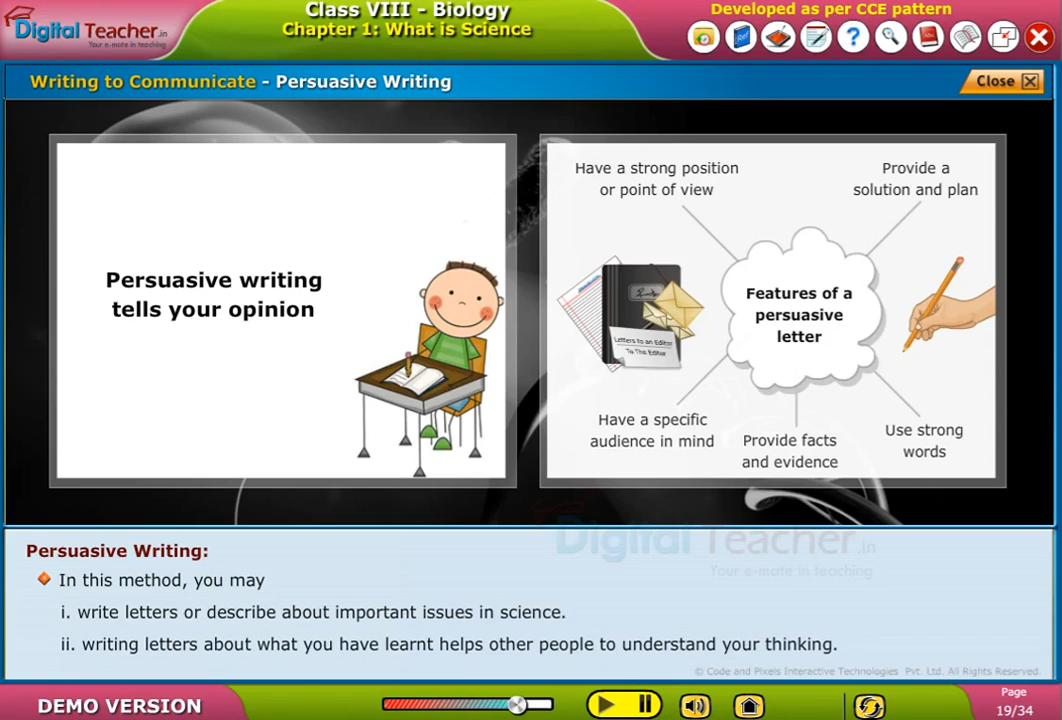 Digital Teacher.in
Your e-mate in teaching
Class VIII - Biology
Chapter 1: What is Science
Developed as per CCE pattern
Ref
Writing to Communicate - Persuasive Writing
Close
Persuasive writing
tells your opinion
Have a strong position
or point of view
Provide a
solution and plan
Features of a
persuasive
letter
Letters to an Editor
To The Editor
Have a specific
audience in mind
Provide facts
and evidence
Use strong
words
Digital Teacher.in
Your e-mate in teaching
Persuasive Writing:
In this method, you may
i. write letters or describe about important issues in science.
ii. writing letters about what you have learnt helps other people to understand your thinking.
© Code and Pixels Interactive Technologies Pvt. Ltd. All Rights Reserved.
DEMO VERSION
Page
19/34